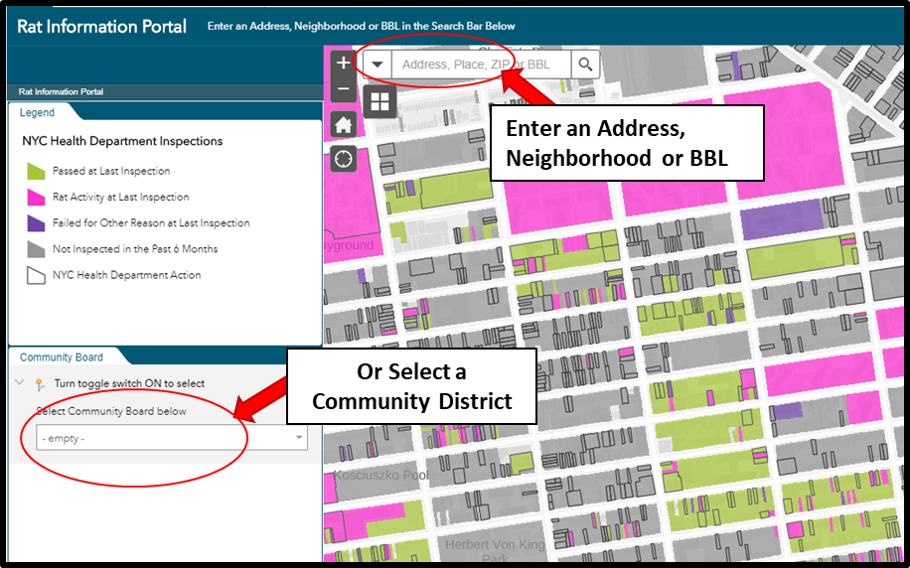 Rat Information Portal
Enter an Address, Neighborhood or BBL in the Search Bar Below
Rat Information Portal
Legend
NYC Health Department Inspections
Passed at Last Inspection
Rat Activity at Last Inspection
Failed for Other Reason at Last Inspection
Not Inspected in the Past 6 Months
NYC Health Department Action
Community Board
Turn toggle switch ON to select
Select Community Board below
- empty -
Address, Place, ZIP or BBL
Enter an Address,
Neighborhood or BBL
Or Select a
Community District
yground
Kosciuszko Pool
Herbert Von King
Park